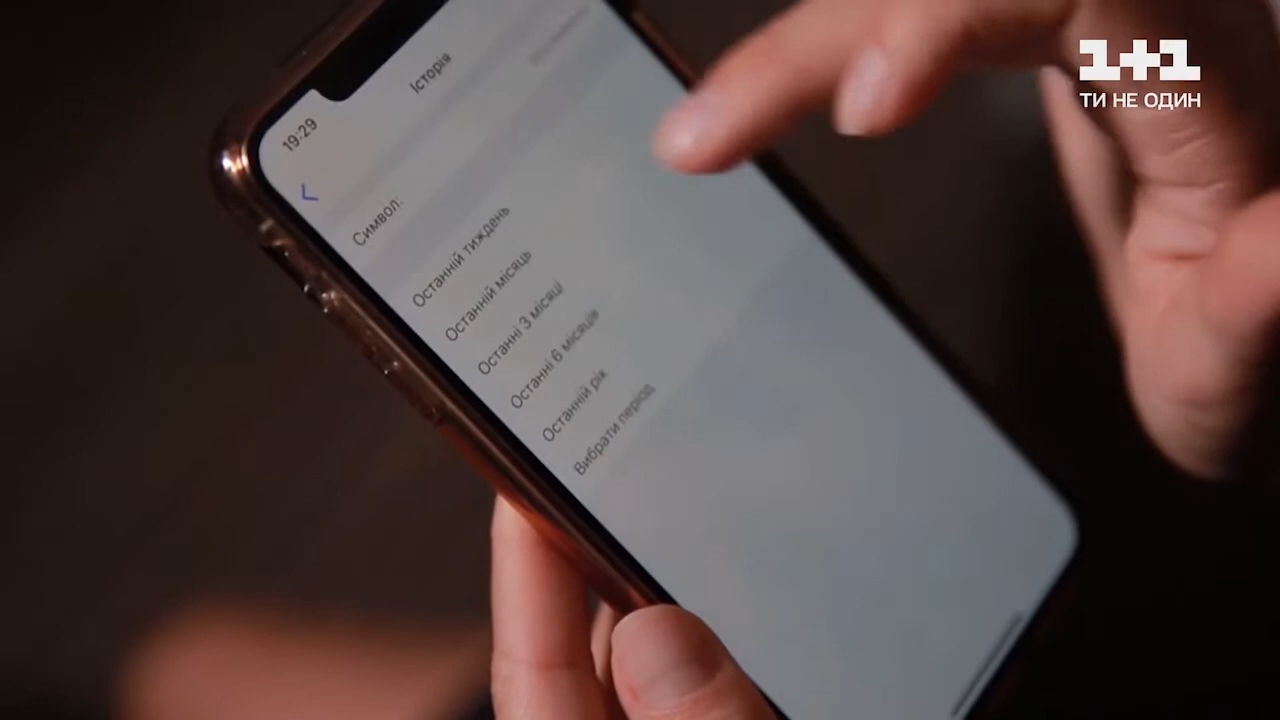 1+1
ТИ НЕ ОДИН
19:29
Історія
Символ:
Останній тиждень
Останній місяць
Останні 3 місяці
Останні 6 місяців
Останній рік
Вибрати період